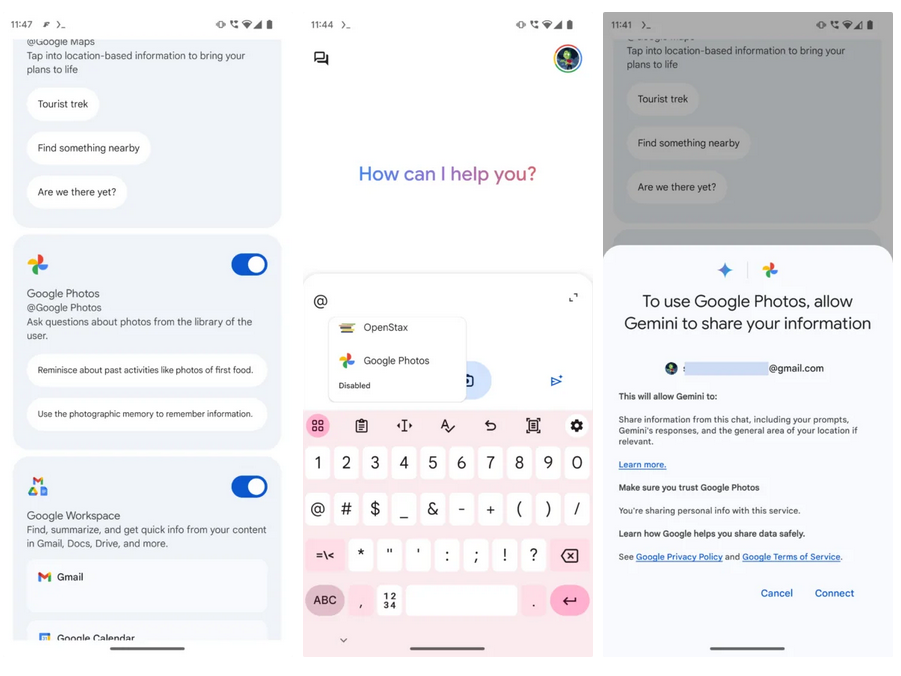 11:47
@Google Maps
Tap into location-based information to bring your
plans to life
Tourist trek
Find something nearby
Are we there yet?
Google Photos
@Google Photos
Ask questions about photos from the library of the
user.
Reminisce about past activities like photos of first food.
Use the photographic memory to remember information.
Google Workspace
Find, summarize, and get quick info from your content
in Gmail, Docs, Drive, and more.
Gmail
Google Calendar
11:44
How can I help you?
@
OpenStax
Google Photos
Disabled
1 2 3 4 5 6 7 8 9 0
@ # $ _ & - + ( ) /
=\< * " ' : ; ! ?
ABC , 12 34 .
11:41
Tap into location-based information to bring your
plans to life
Tourist trek
Find something nearby
Are we there yet?
To use Google Photos, allow
Gemini to share your information
@gmail.com
This will allow Gemini to:
Share information from this chat, including your prompts,
Gemini's responses, and the general area of your location if
relevant.
Learn more.
Make sure you trust Google Photos
You're sharing personal info with this service.
Learn how Google helps you share data safely.
See Google Privacy Policy and Google Terms of Service.
Cancel Connect